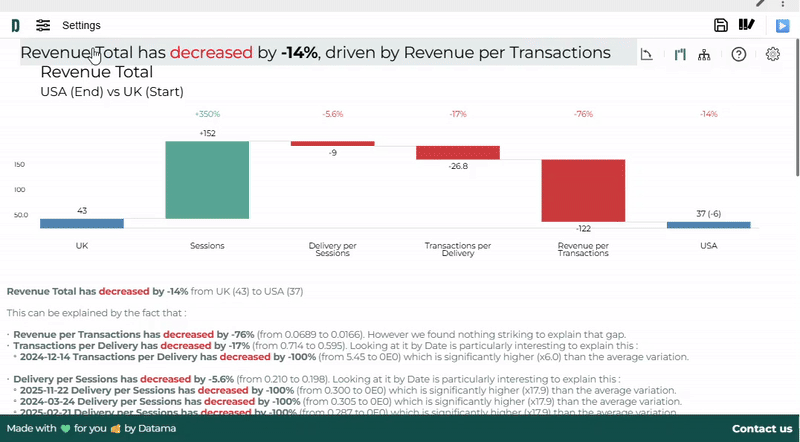 Settings
Revenue Total has decreased by -14%, driven by Revenue per Transactions
Revenue Total
USA (End) vs UK (Start)
+350% -5.6% -17% -76% -14%
+152
-9
-26.8
150
100
50.0
43
-122
37 (-6)
UK Sessions Delivery per Sessions Transactions per Delivery Revenue per Transactions USA
Revenue Total has decreased by -14% from UK (43) to USA (37)
This can be explained by the fact that :
• Revenue per Transactions has decreased by -76% (from 0.0689 to 0.0166). However we found nothing striking to explain that gap.
• Transactions per Delivery has decreased by -17% (from 0.714 to 0.595). Looking at it by Date is particularly interesting to explain this :
• 2024-12-14 Transactions per Delivery has decreased by -100% (from 5.45 to 0E0) which is significantly higher (x6.0) than the average variation.
• Delivery per Sessions has decreased by -5.6% (from 0.210 to 0.198). Looking at it by Date is particularly interesting to explain this :
• 2025-11-22 Delivery per Sessions has decreased by -100% (from 0.300 to 0E0) which is significantly higher (x17.9) than the average variation.
• 2024-03-24 Delivery per Sessions has decreased by -100% (from 0.305 to 0E0) which is significantly higher (x17.9) than the average variation.
• 2025-02-21 Delivery per Sessions has decreased by -100% (from 0.287 to 0E0) which is significantly higher (x17.9) than the average variation.
Made with 💚 for you 🥳 by Datama
Contact us